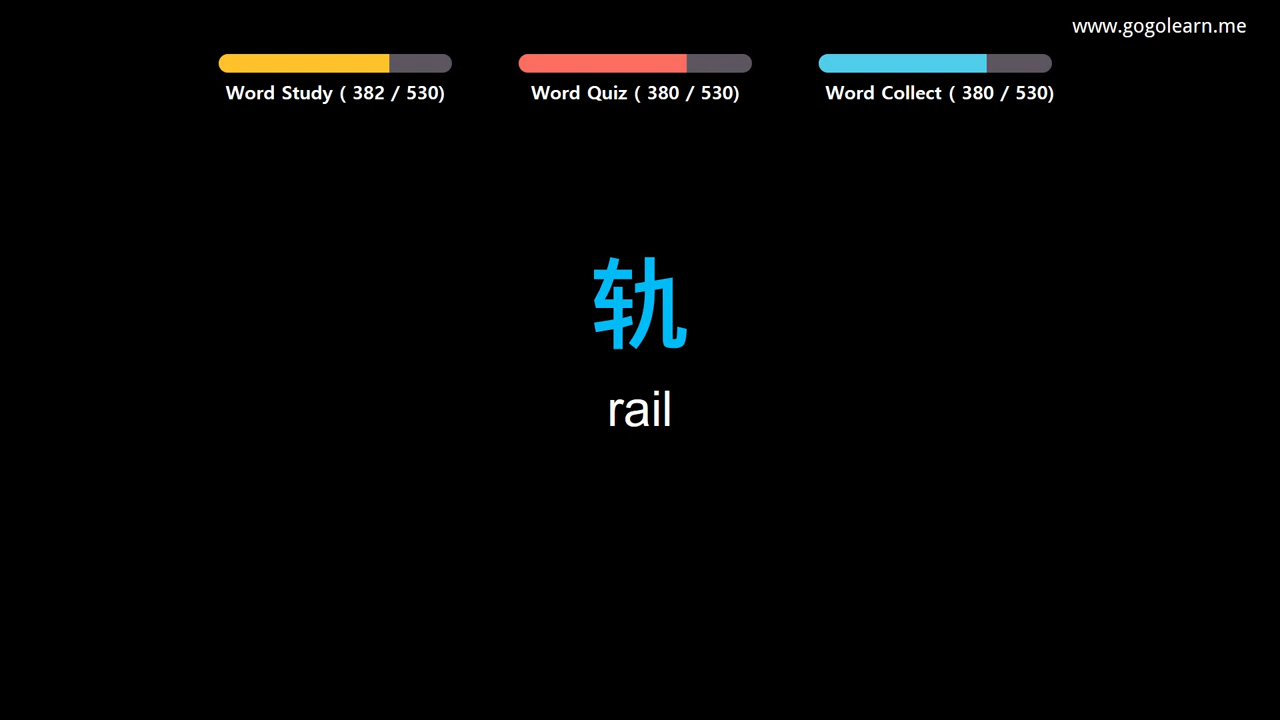 www.gogolearn.me
Word Study ( 382 / 530)
Word Quiz ( 380 / 530)
Word Collect ( 380 / 530)
轨
rail